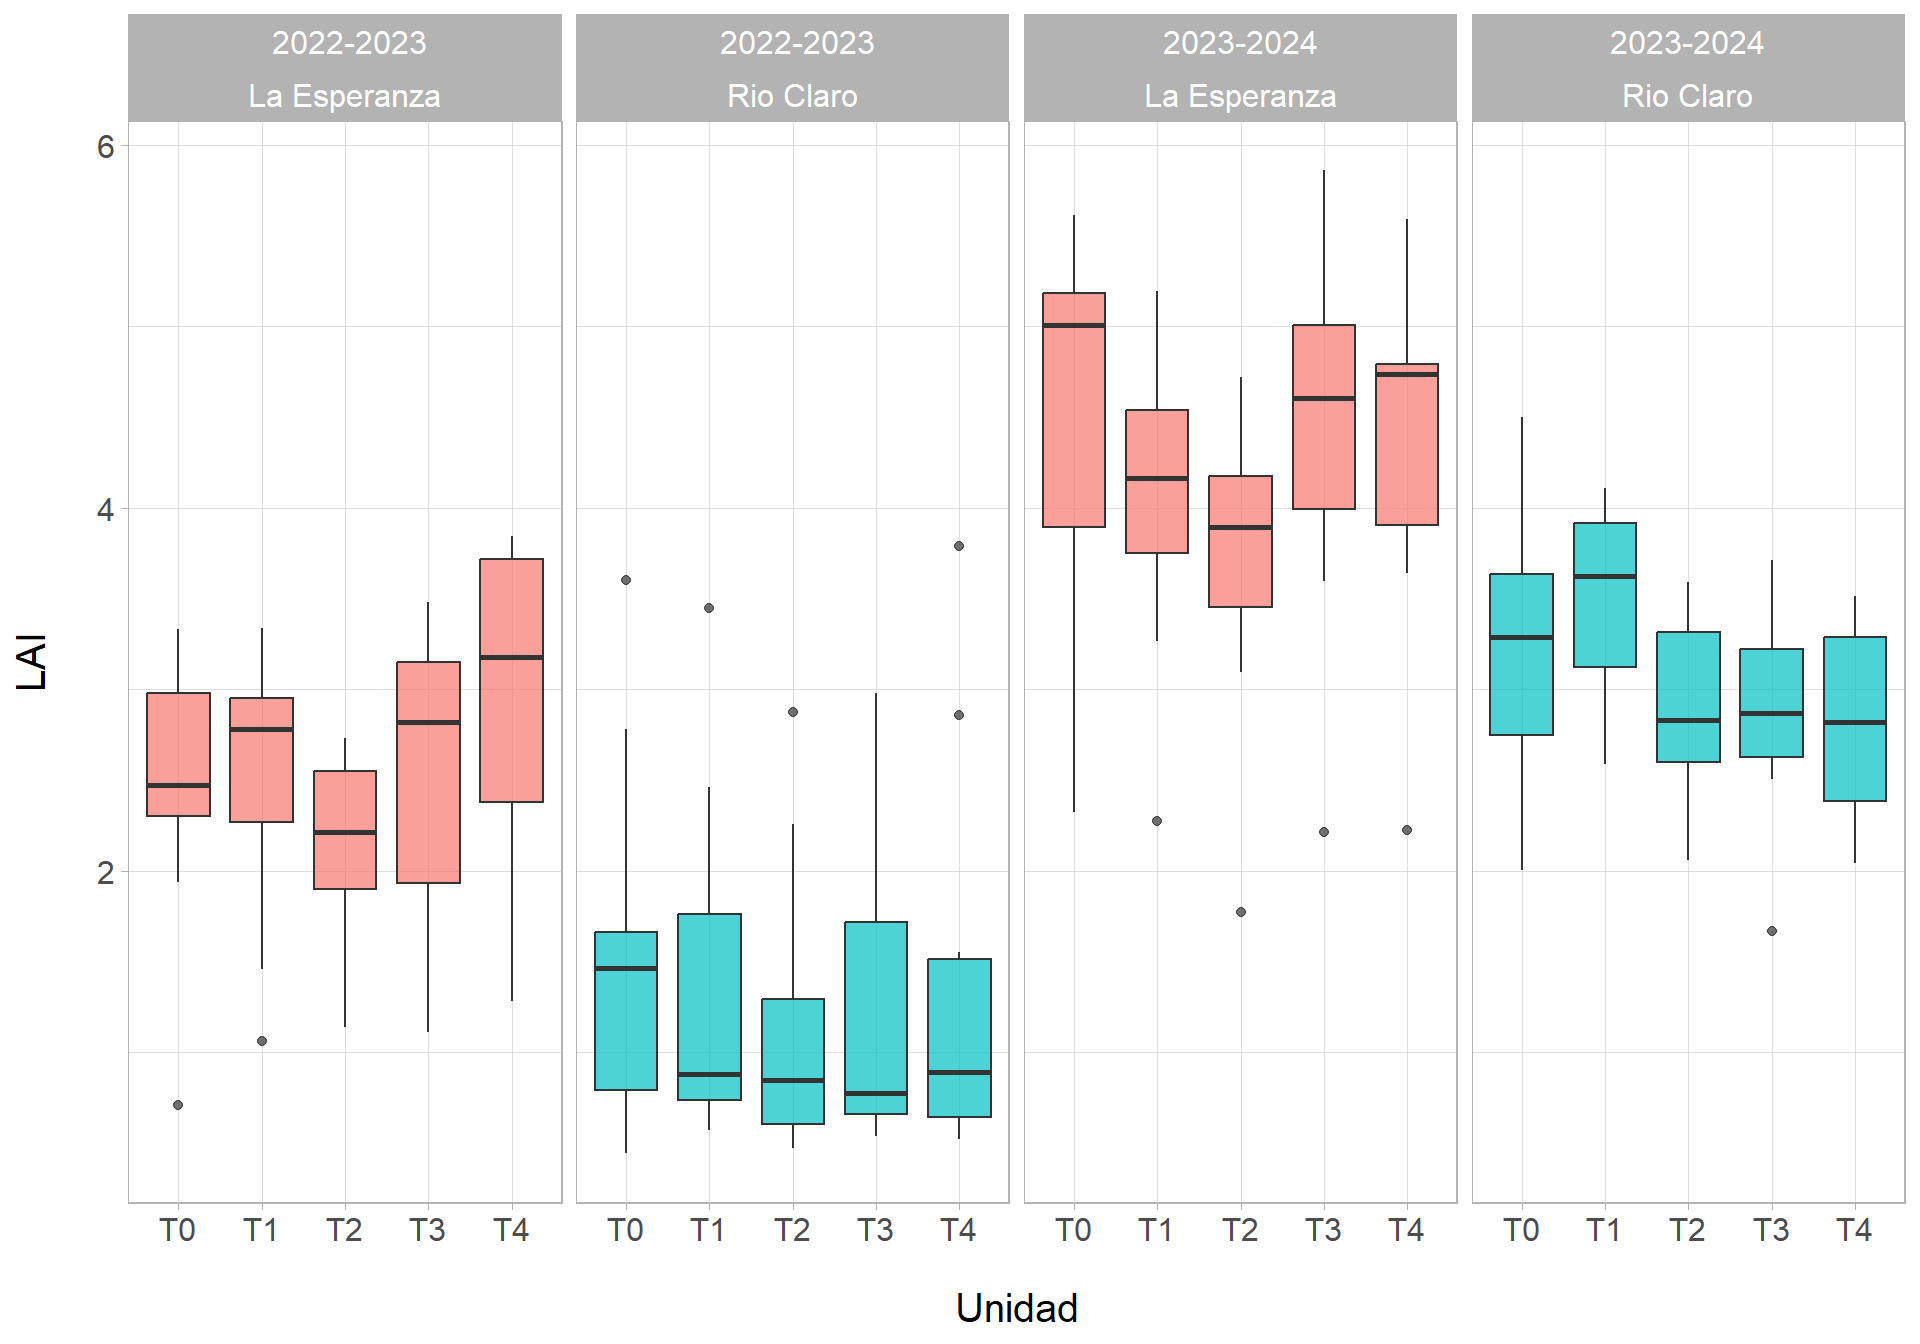 2022-2023 2022-2023 2023-2024 2023-2024
La Esperanza Rio Claro La Esperanza Rio Claro
6
4
2
LAI
T0 T1 T2 T3 T4 T0 T1 T2 T3 T4 T0 T1 T2 T3 T4 T0 T1 T2 T3 T4
Unidad